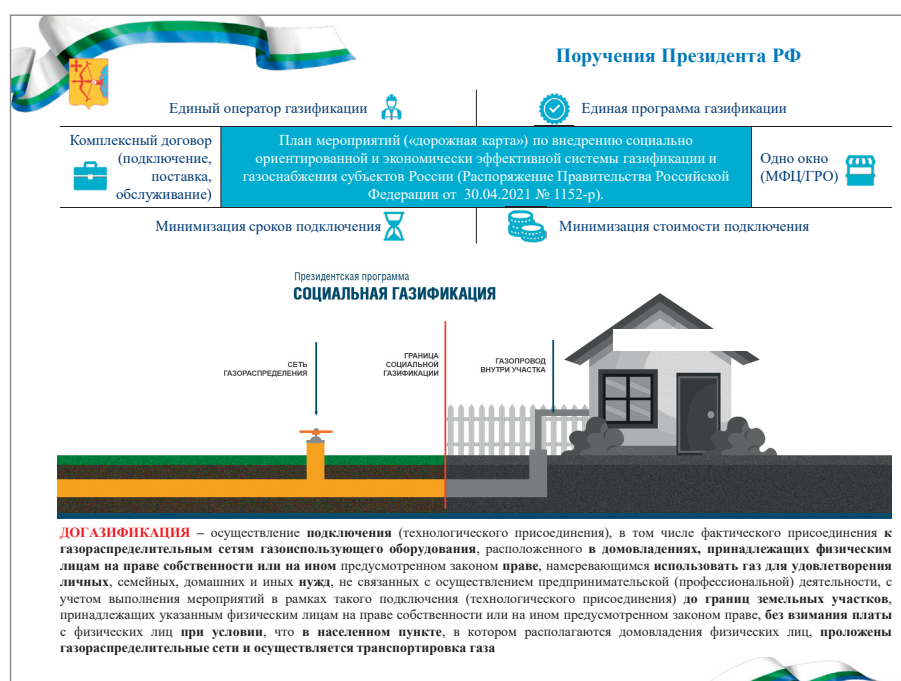 Поручения Президента РФ
Единый оператор газификации
Единая программа газификации
Комплексный договор
(подключение,
поставка,
обслуживание)
План мероприятий («дорожная карта») по внедрению социально
ориентированной и экономически эффективной системы газификации и
газоснабжения субъектов России (Распоряжение Правительства Российской
Федерации от 30.04.2021 № 1152-р).
Одно окно
(МФЦ/ГРО)
Минимизация сроков подключения
Минимизация стоимости подключения
Президентская программа
СОЦИАЛЬНАЯ ГАЗИФИКАЦИЯ
СЕТЬ
ГАЗОРАСПРЕДЕЛЕНИЯ
ГРАНИЦА
СОЦИАЛЬНОЙ
ГАЗИФИКАЦИИ
ГАЗОПРОВОД
ВНУТРИ УЧАСТКА
ДОГАЗИФИКАЦИЯ – осуществление подключения (технологического присоединения), в том числе фактического присоединения к
газораспределительным сетям газоиспользующего оборудования, расположенного в домовладениях, принадлежащих физическим
лицам на праве собственности или на ином предусмотренном законом праве, намеревающимся использовать газ для удовлетворения
личных, семейных, домашних и иных нужд, не связанных с осуществлением предпринимательской (профессиональной) деятельности, с
учетом выполнения мероприятий в рамках такого подключения (технологического присоединения) до границ земельных участков,
принадлежащих указанным физическим лицам на праве собственности или на ином предусмотренном законом праве, без взимания платы
с физических лиц при условии, что в населенном пункте, в котором располагаются домовладения физических лиц, проложены
газораспределительные сети и осуществляется транспортировка газа